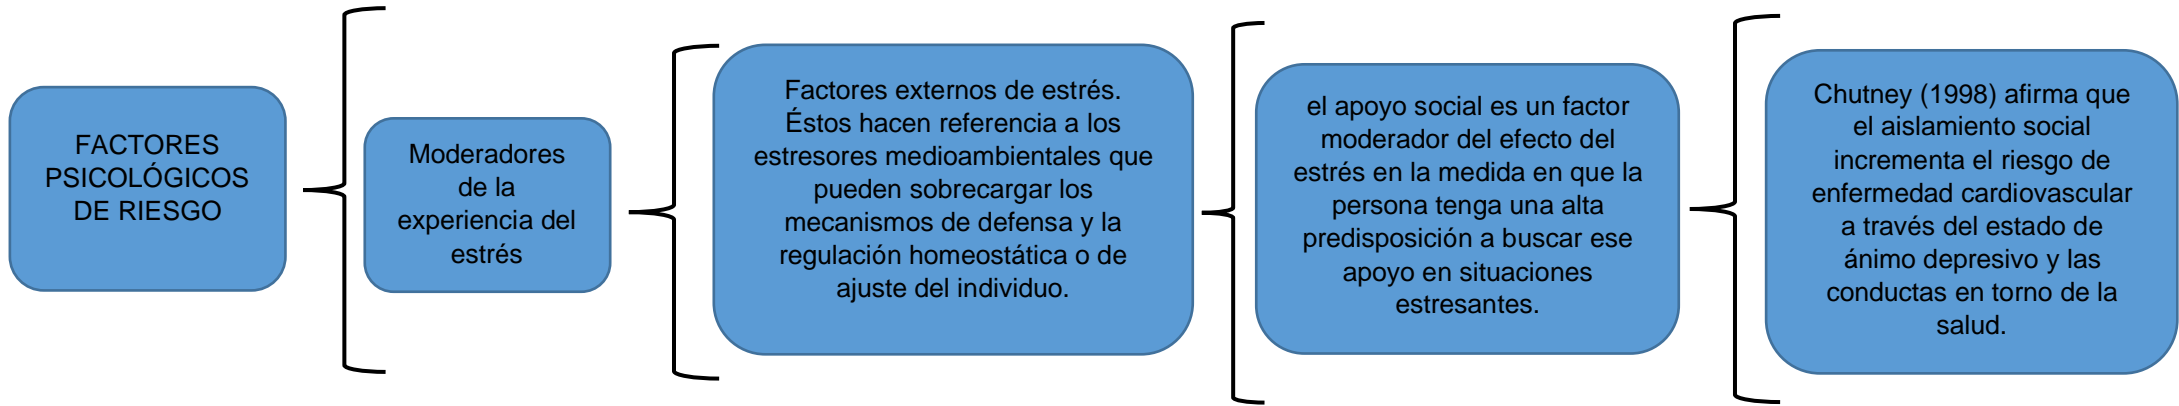 FACTORES
PSICOLÓGICOS
DE RIESGO
Moderadores
de la
experiencia del
estrés
Factores externos de estrés.
Éstos hacen referencia a los
estresores medioambientales que
pueden sobrecargar los
mecanismos de defensa y la
regulación homeostática o de
ajuste del individuo.
el apoyo social es un factor
moderador del efecto del
estrés en la medida en que la
persona tenga una alta
predisposición a buscar ese
apoyo en situaciones
estresantes.
Chutney (1998) afirma que
el aislamiento social
incrementa el riesgo de
enfermedad cardiovascular
a través del estado de
ánimo depresivo y las
conductas en torno de la
salud.